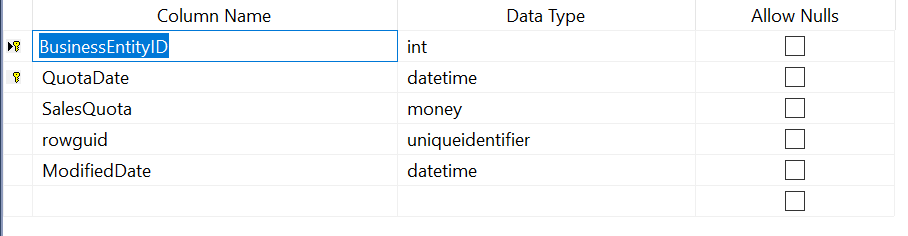 Column Name Data Type Allow Nulls
BusinessEntityID int
QuotaDate datetime
SalesQuota money
rowguid uniqueidentifier
ModifiedDate datetime